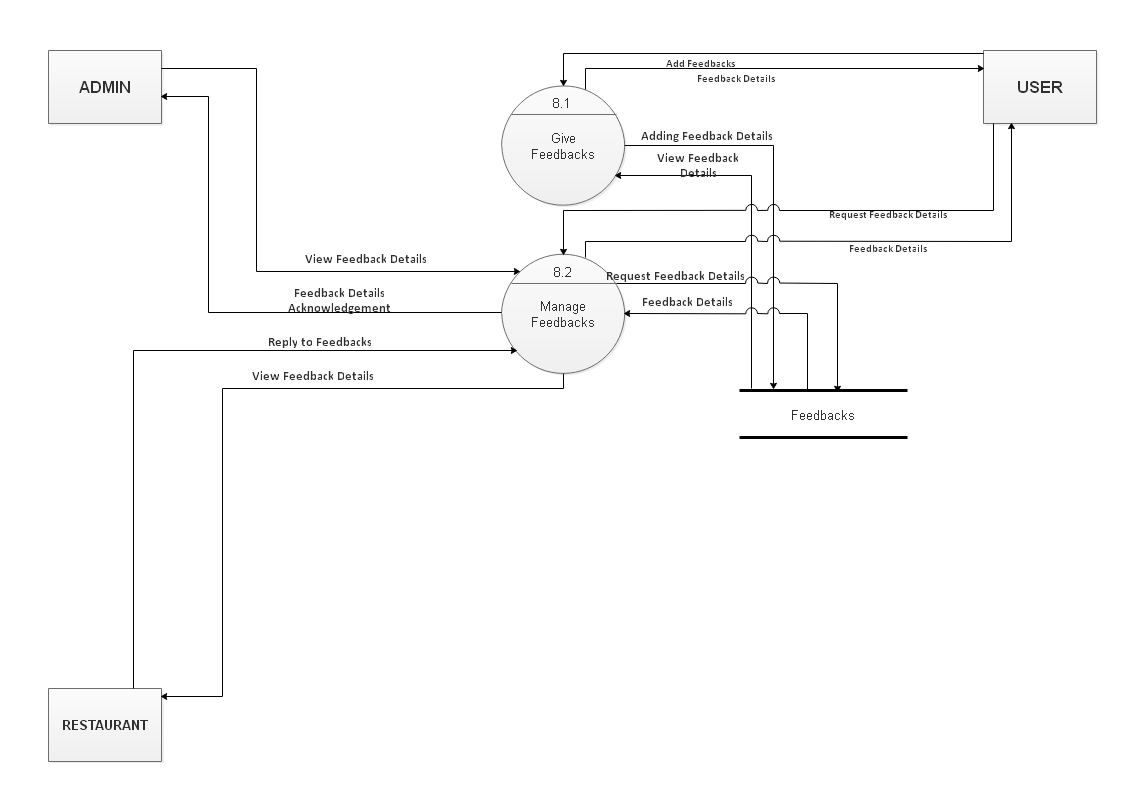 ADMIN
USER
Add Feedbacks
Feedback Details
8.1
Give
Feedbacks
Adding Feedback Details
View Feedback
Details
Request Feedback Details
Feedback Details
View Feedback Details
8.2
Manage
Feedbacks
Request Feedback Details
Feedback Details
Feedback Details
Acknowledgement
Reply to Feedbacks
View Feedback Details
Feedbacks
RESTAURANT